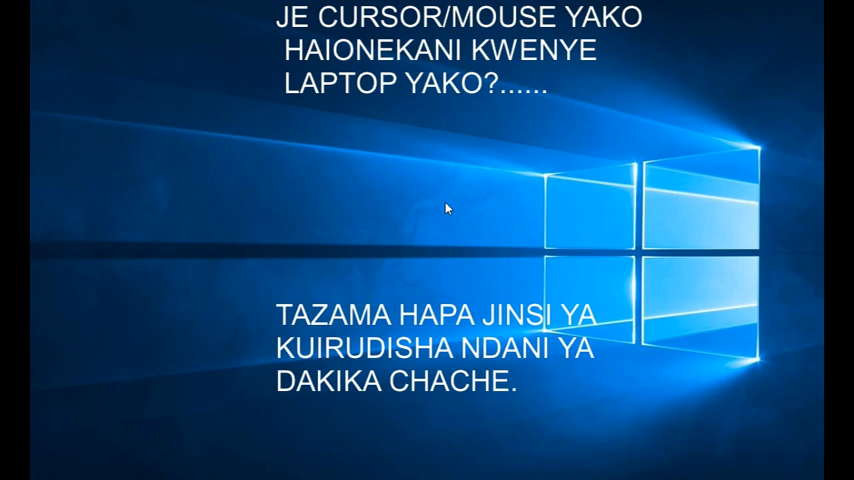 JE CURSOR/MOUSE YAKO
HAIONEKANI KWENYE
LAPTOP YAKO?......
TAZAMA HAPA JINSI YA
KUIRUDISHA NDANI YA
DAKIKA CHACHE.